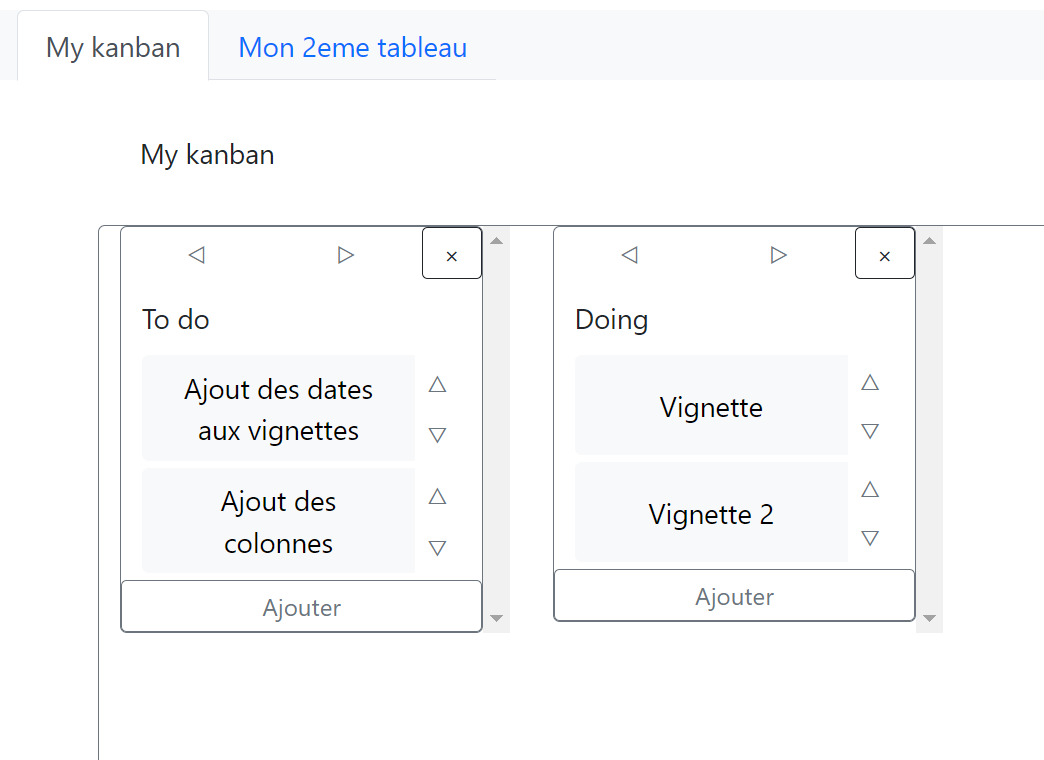 My kanban
Mon 2eme tableau
My kanban
×
To do
Ajout des dates
aux vignettes
Ajout des
colonnes
Ajouter
×
Doing
Vignette
Vignette 2
Ajouter